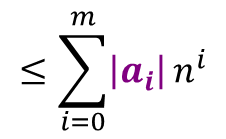 ≤ ∑_{i=0}^{m} |a_i| n^i